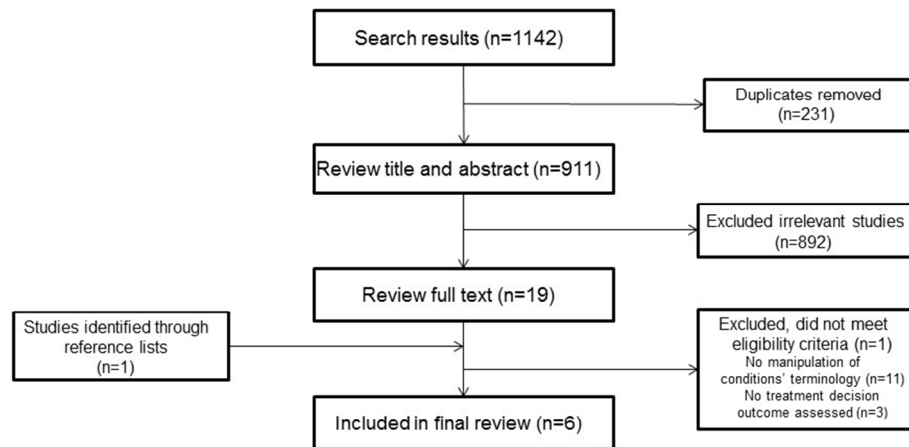 Search results (n=1142)
Duplicates removed
(n=231)
Review title and abstract (n=911)
Excluded irrelevant studies
(n=892)
Review full text (n=19)
Studies identified through
reference lists
(n=1)
Excluded, did not meet
eligibility criteria (n=1)
No manipulation of
conditions' terminology (n=11)
No treatment decision
outcome assessed (n=3)
Included in final review (n=6)